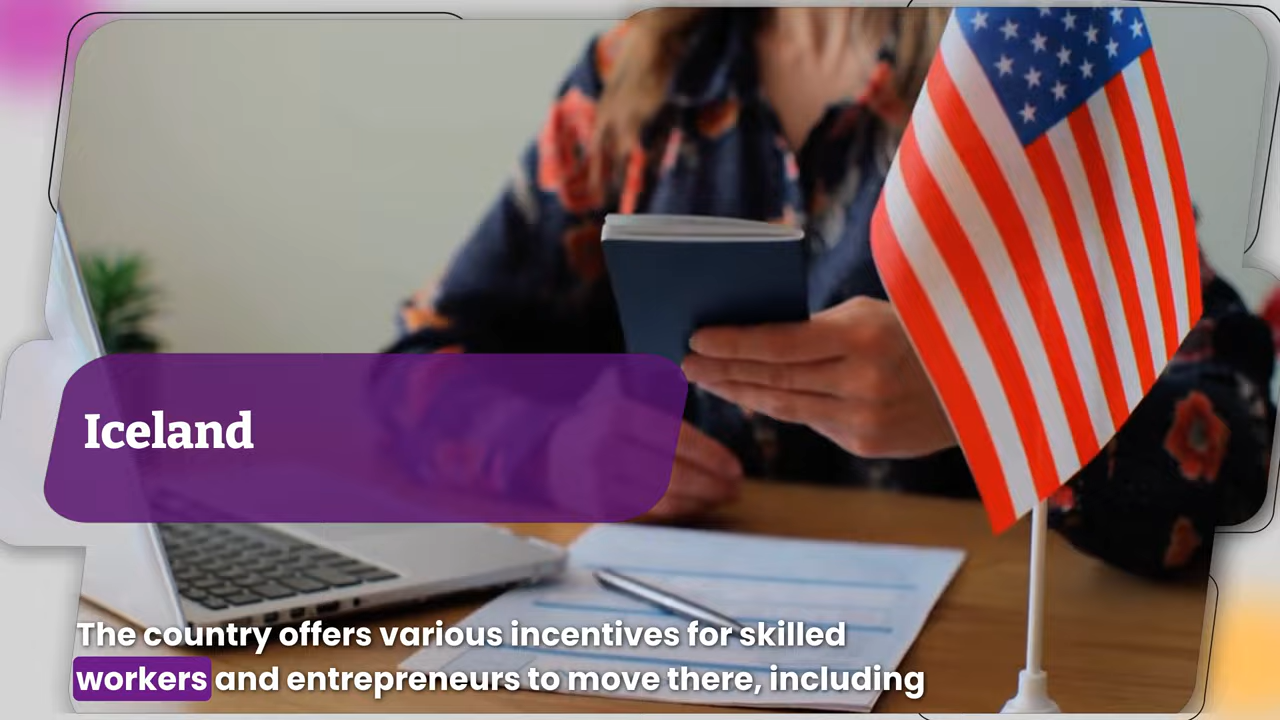 Iceland
The country offers various incentives for skilled
workers and entrepreneurs to move there, including